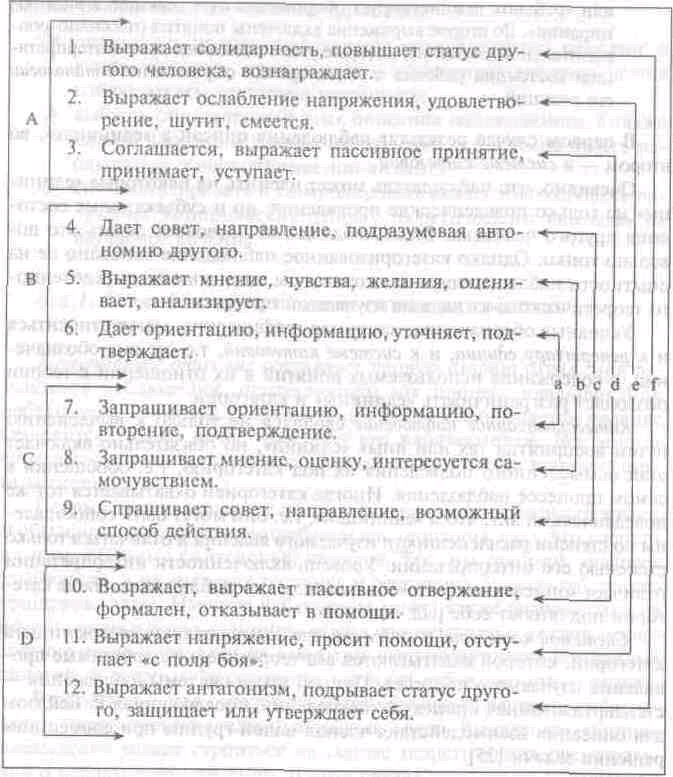 1. Выражает солидарность, повышает статус дру-
гого человека, вознаграждает.
2. Выражает ослабление напряжения, удовлетво-
рение, шутит, смеется.
A
3. Соглашается, выражает пассивное принятие,
принимает, уступает.
4. Дает совет, направление, подразумевая авто-
номию другого.
B
5. Выражает мнение, чувства, желания, оцени-
вает, анализирует.
6. Дает ориентацию, информацию, уточняет, под-
тверждает.
a b c d e f
7. Запрашивает ориентацию, информацию, по-
вторение, подтверждение.
C
8. Запрашивает мнение, оценку, интересуется са-
мочувствием.
9. Спрашивает совет, направление, возможный
способ действия.
10. Возражает, выражает пассивное отвержение,
формален, отказывает в помощи.
D
11. Выражает напряжение, просит помощи, отсту-
пает «с поля боя».
12. Выражает антагонизм, подрывает статус друго-
го, защищает или утверждает себя.